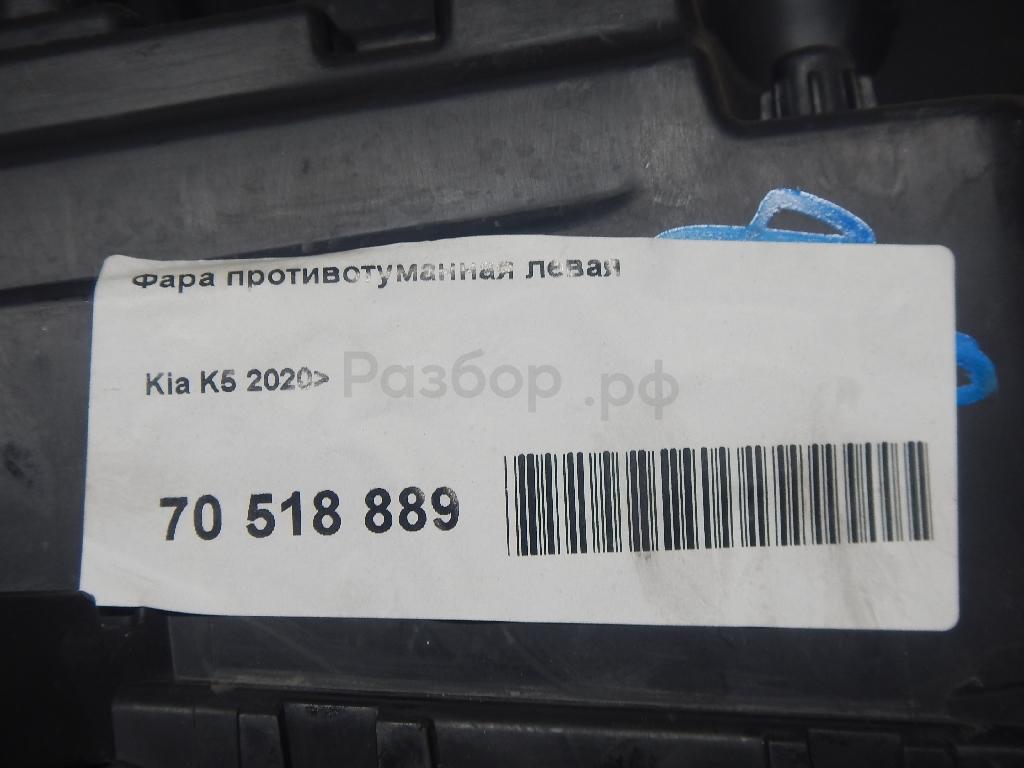 Фара противотуманная левая
Kia K5 2020> Разбор.рф
70 518 889